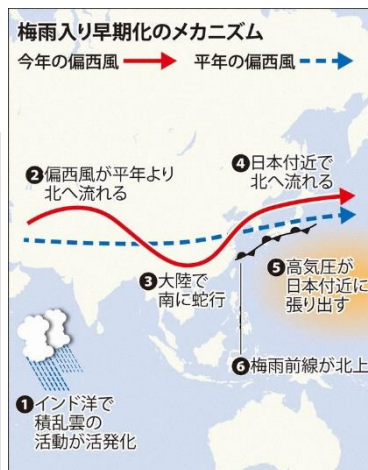 梅雨入り早期化のメカニズム
今年の偏西風
平年の偏西風
❷偏西風が平年より
北へ流れる
❹日本付近で
北へ流れる
❸大陸で
南に蛇行
❺高気圧が
日本付近に
張り出す
❻梅雨前線が北上
❶インド洋で
積乱雲の
活動が活発化